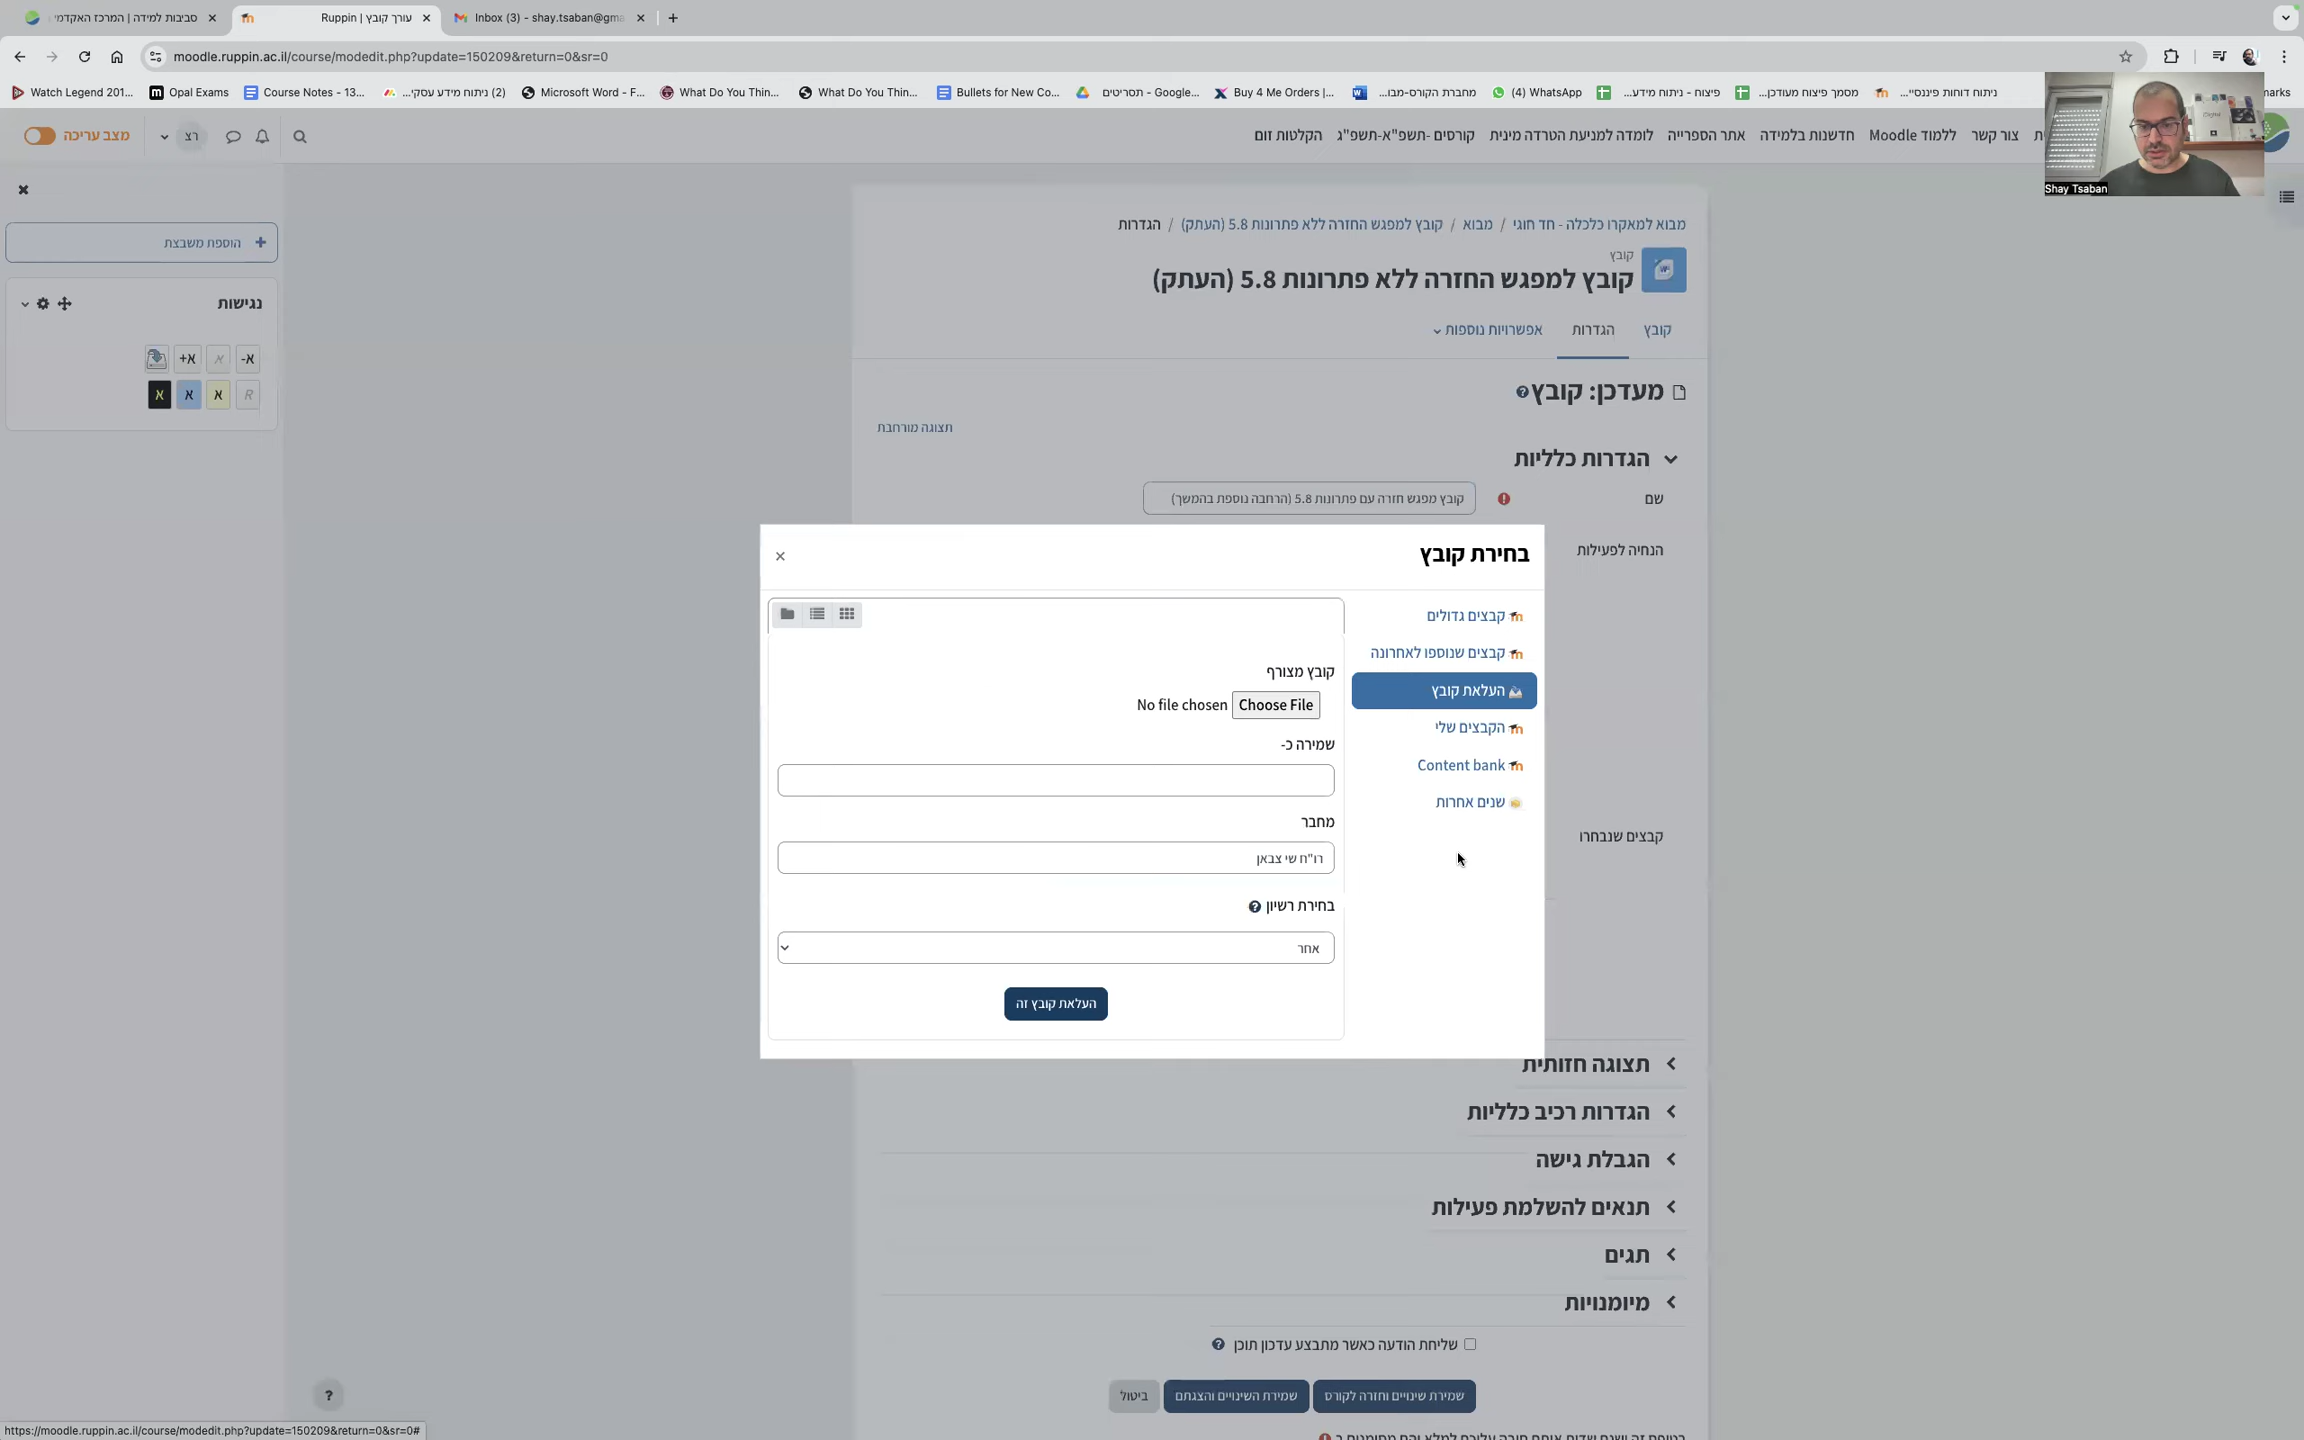 סביבות למידה | המרכז האקדמי
עורך קובץ | Ruppin
Inbox (3) - shay.tsaban@gma
moodle.ruppin.ac.il/course/modedit.php?update=150209&return=0&sr=0
Watch Legend 201...
Opal Exams
Course Notes - 13...
(2) ניתוח מידע עסקי...
Microsoft Word - F...
What Do You Thin...
What Do You Thin...
Bullets for New Co...
תסריטים - Google...
Buy 4 Me Orders |...
מחברת הקורס-מבו...
(4) WhatsApp
פיצוח - ניתוח מידע...
מסמך פיצוח מעודכן...
ניתוח דוחות פיננסיי...
marks
צור קשר
ללמוד Moodle
חדשנות בלמידה
אתר הספרייה
לומדה למניעת הטרדה מינית
קורסים -תשפ"א-תשפ"ג
הקלטות זום
רצ
מצב עריכה
Shay Tsaban
הוספת משבצת
נגישות
א-
א
א+
R
א
א
א
מבוא למאקרו כלכלה - חד חוגי / מבוא / קובץ למפגש החזרה ללא פתרונות 5.8 (העתק) / הגדרות
קובץ
קובץ למפגש החזרה ללא פתרונות 5.8 (העתק)
קובץ
הגדרות
אפשרויות נוספות
מעדכן: קובץ
תצוגה מורחבת
הגדרות כלליות
שם
קובץ מפגש חזרה עם פתרונות 5.8 (הרחבה נוספת בהמשך)
הנחיה לפעילות
קבצים שנבחרו
בחירת קובץ
קבצים גדולים
קבצים שנוספו לאחרונה
העלאת קובץ
הקבצים שלי
Content bank
שנים אחרות
קובץ מצורף
Choose File No file chosen
שמירה כ-
מחבר
רו"ח שי צבאן
בחירת רשיון
אחר
העלאת קובץ זה
תצוגה חזותית
הגדרות רכיב כלליות
הגבלת גישה
תנאים להשלמת פעילות
תגים
מיומנויות
שליחת הודעה כאשר מתבצע עדכון תוכן
שמירת שינויים וחזרה לקורס
שמירת השינויים והצגתם
ביטול
?
https://moodle.ruppin.ac.il/course/modedit.php?update=150209&return=0&sr=0#